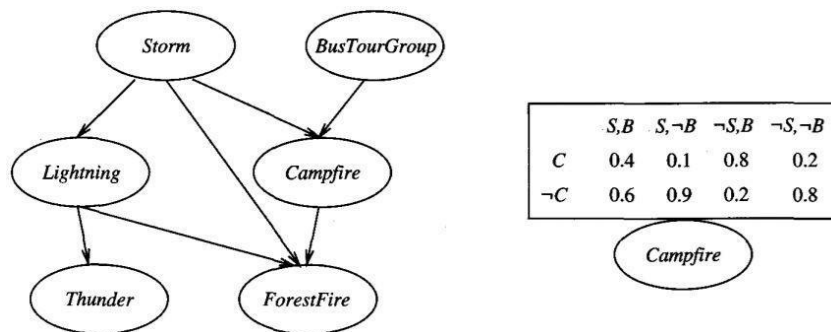 Storm BusTourGroup
Lightning Campfire
Thunder ForestFire
S,B S,¬B ¬S,B ¬S,¬B
C 0.4 0.1 0.8 0.2
¬C 0.6 0.9 0.2 0.8
Campfire